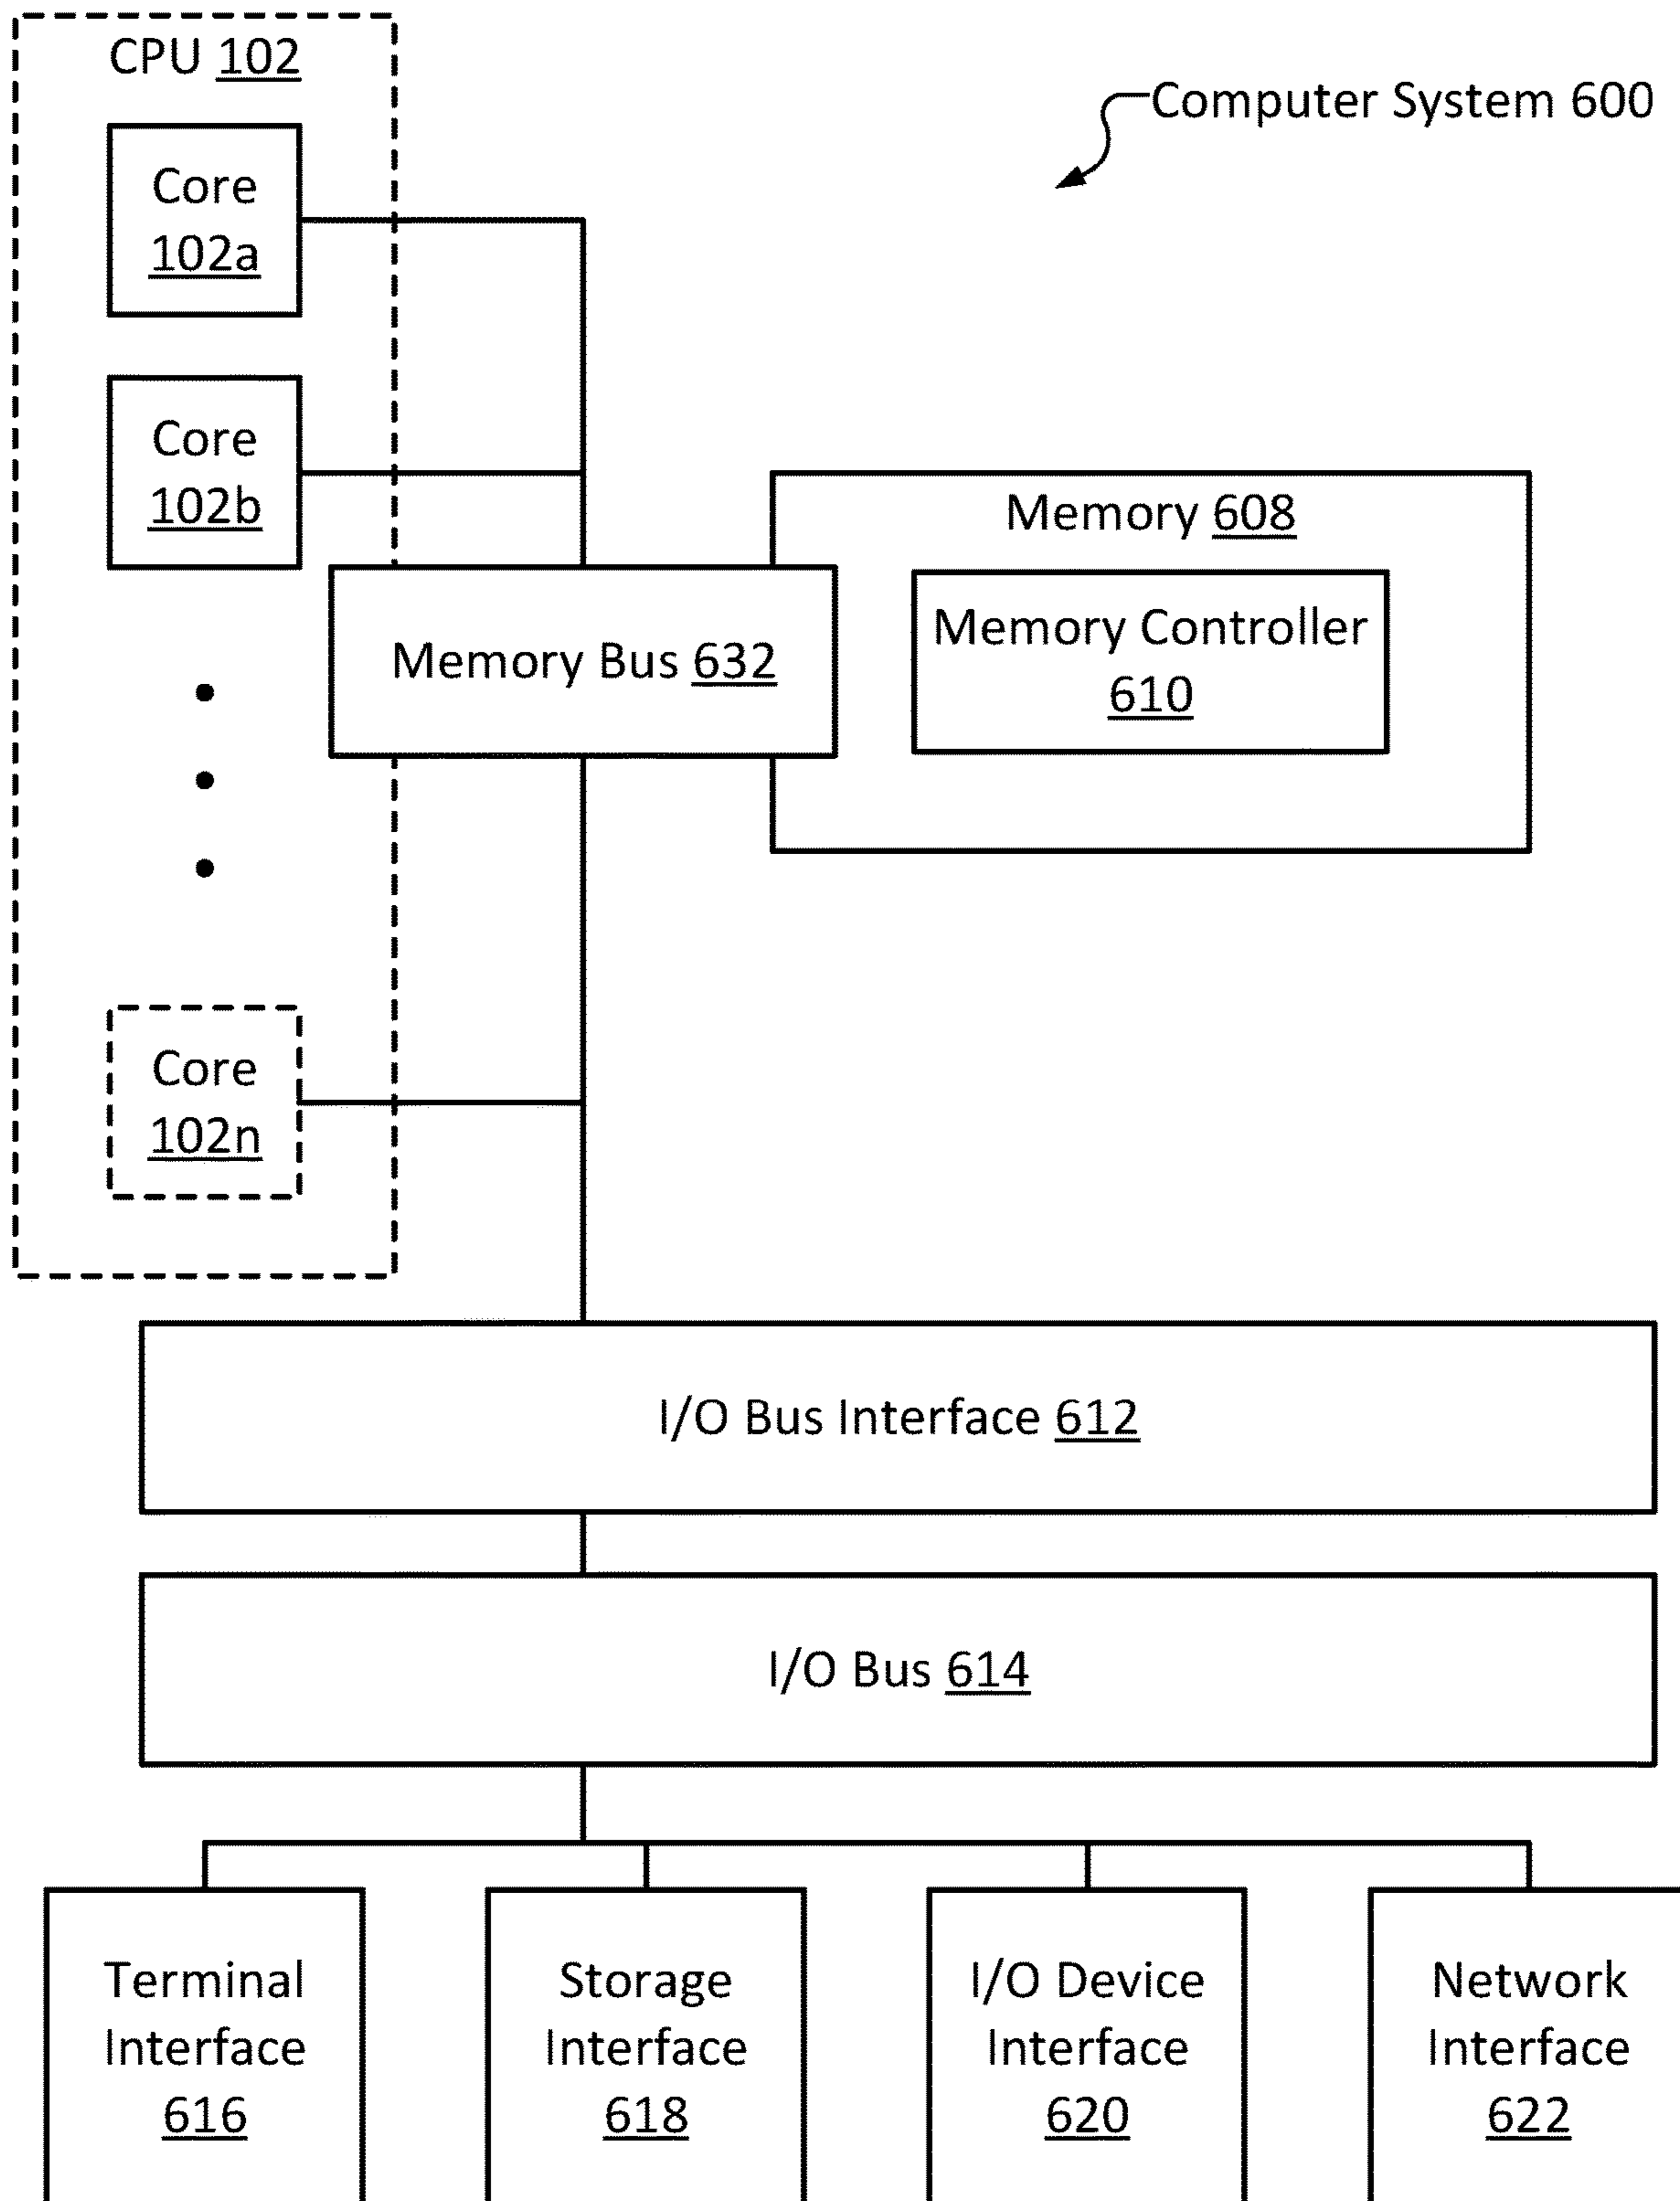 CPU 102
Computer System 600
Core
102a
Core
102b
Memory 608
Memory Controller
610
Memory Bus 632
Core
102n
I/O Bus Interface 612
I/O Bus 614
Terminal
Interface
616
Storage
Interface
618
I/O Device
Interface
620
Network
Interface
622